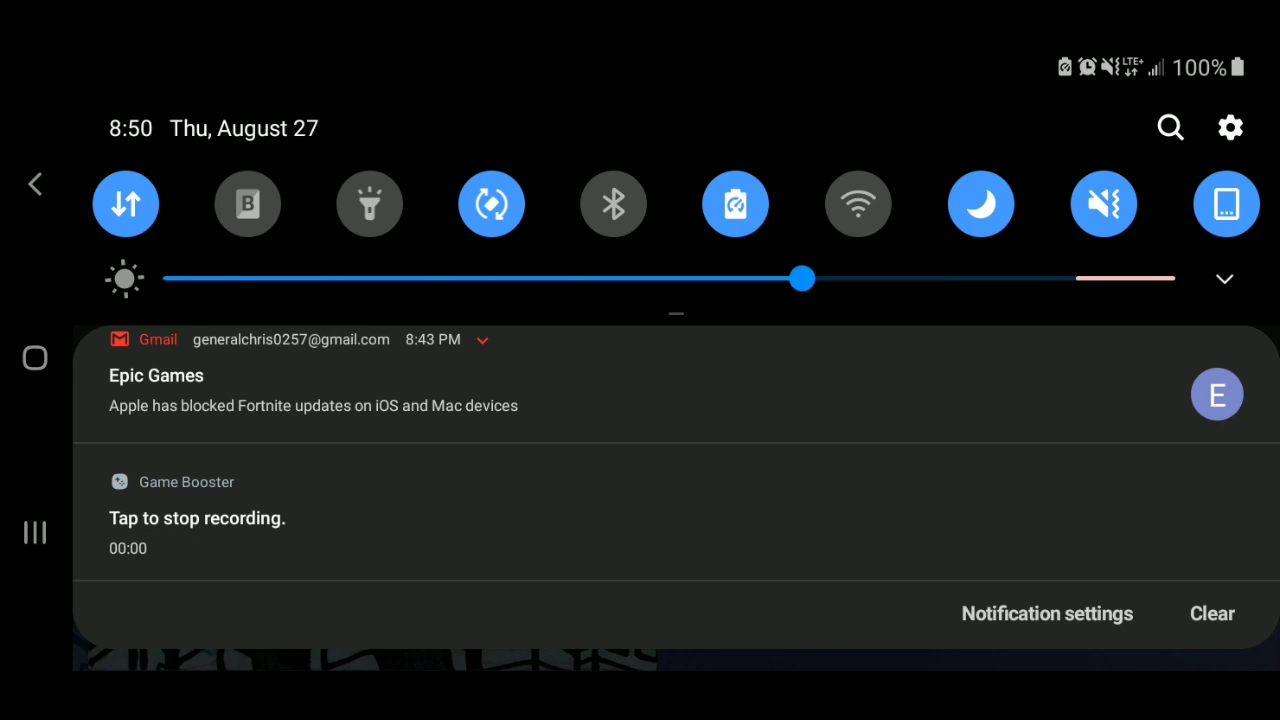 LTE+ 100%
8:50 Thu, August 27
B
Gmail generalchris0257@gmail.com 8:43 PM
Epic Games
E
Apple has blocked Fortnite updates on iOS and Mac devices
Game Booster
Tap to stop recording.
00:00
Notification settings Clear